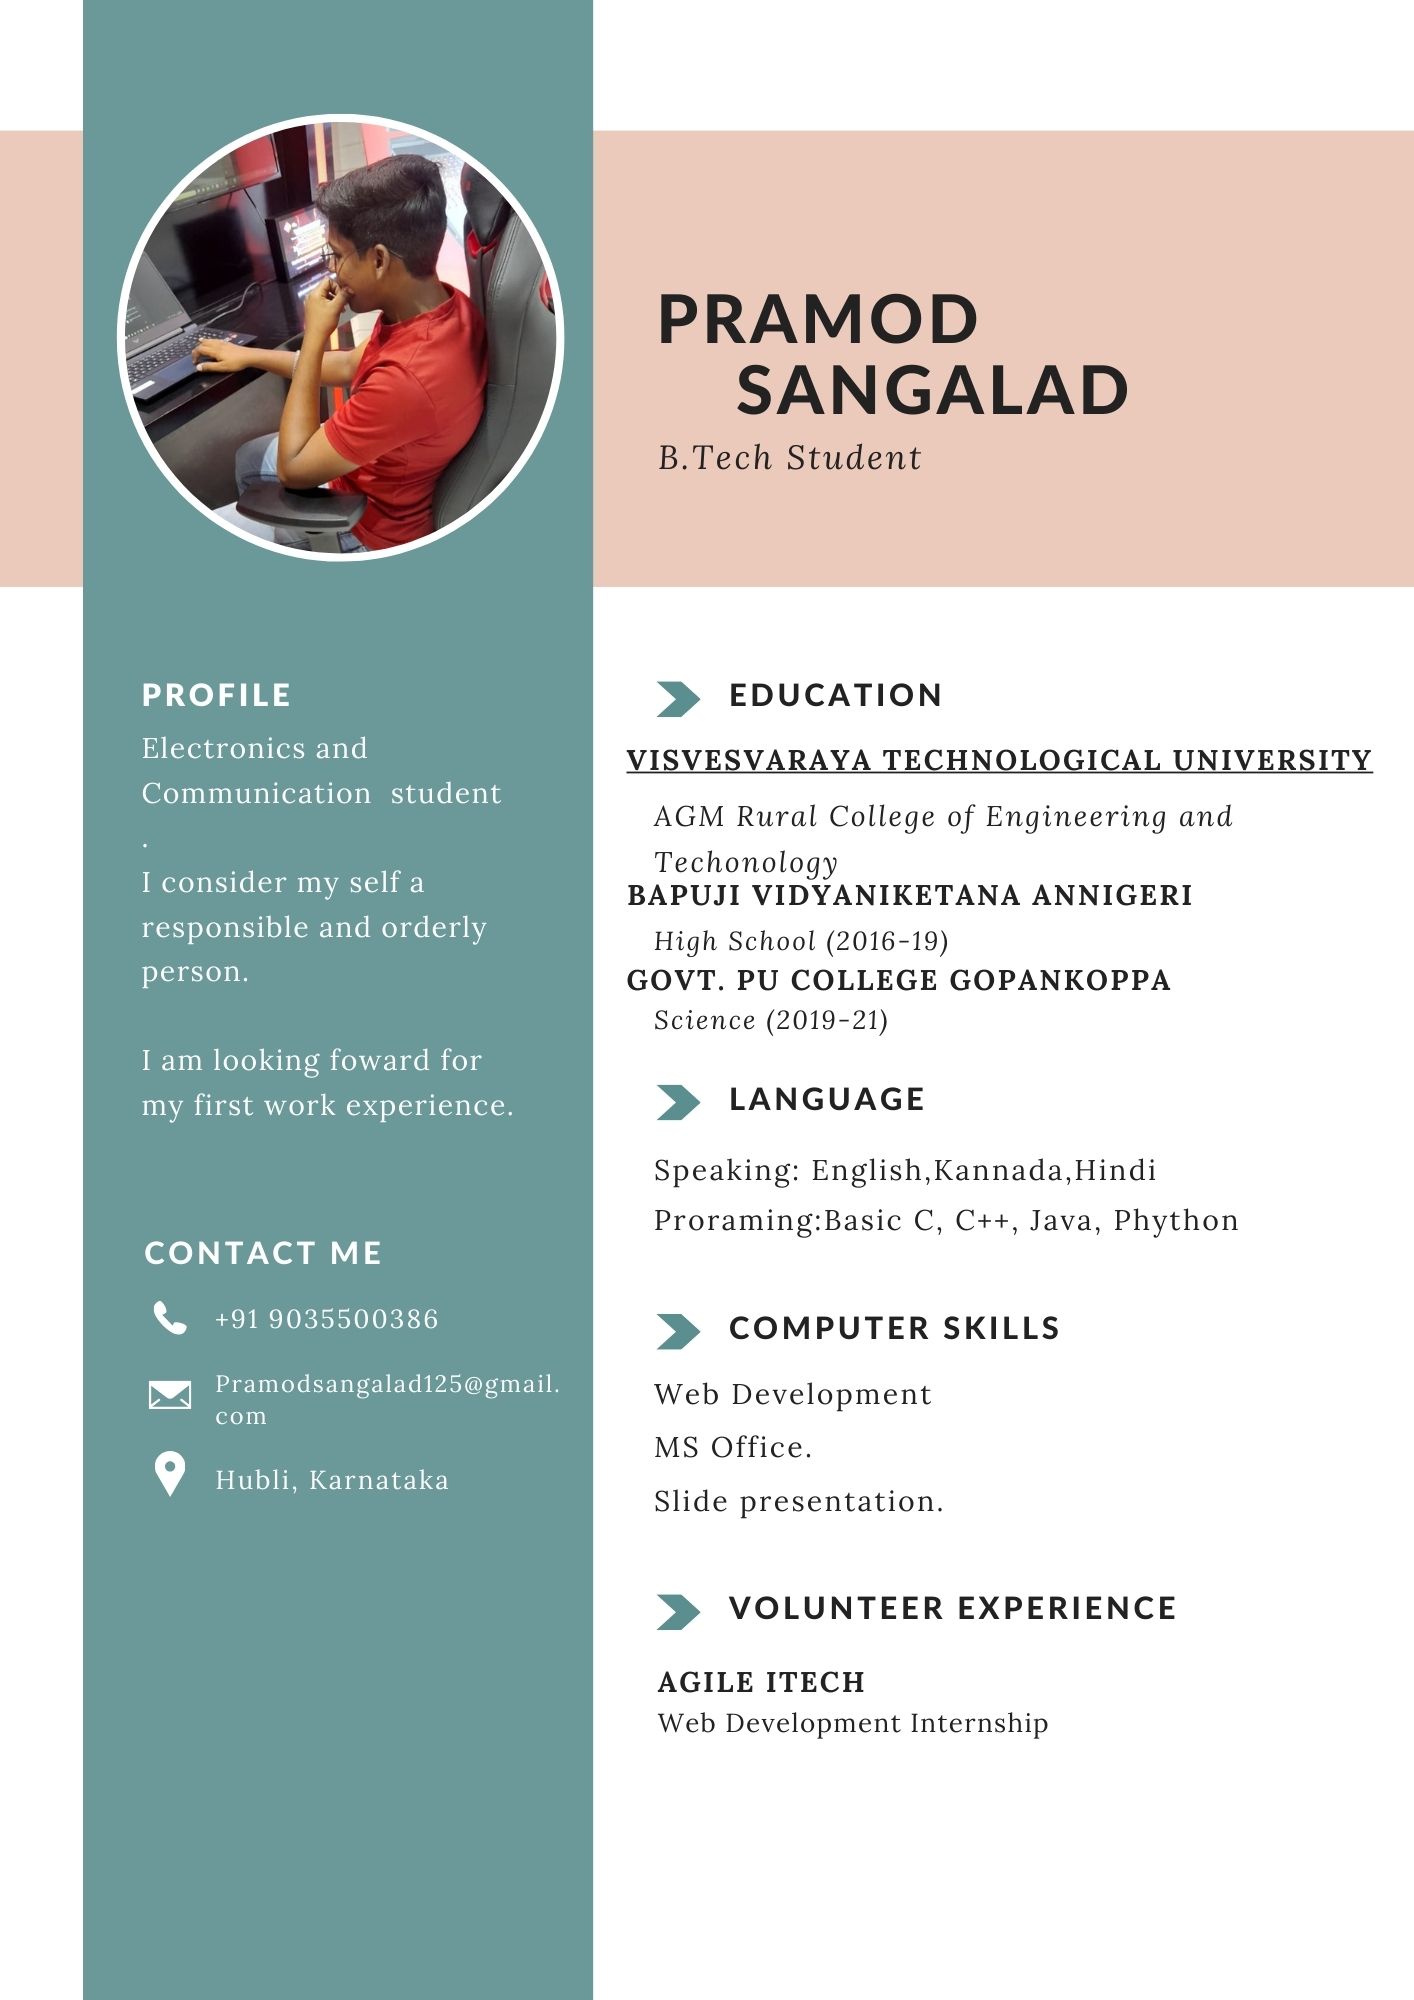 PRAMOD
SANGALAD
B.Tech Student
PROFILE
Electronics and
Communication  student
.
I consider my self a
responsible and orderly
person.
I am looking foward for
my first work experience.
CONTACT ME
+91 9035500386
Pramodsangalad125@gmail.
com
Hubli, Karnataka
EDUCATION
VISVESVARAYA TECHNOLOGICAL UNIVERSITY
AGM Rural College of Engineering and
Techonology
BAPUJI VIDYANIKETANA ANNIGERI
High School (2016-19)
GOVT. PU COLLEGE GOPANKOPPA
Science (2019-21)
LANGUAGE
Speaking: English,Kannada,Hindi
Proraming:Basic C, C++, Java, Phython
COMPUTER SKILLS
Web Development
MS Office.
Slide presentation.
VOLUNTEER EXPERIENCE
AGILE ITECH
Web Development Internship